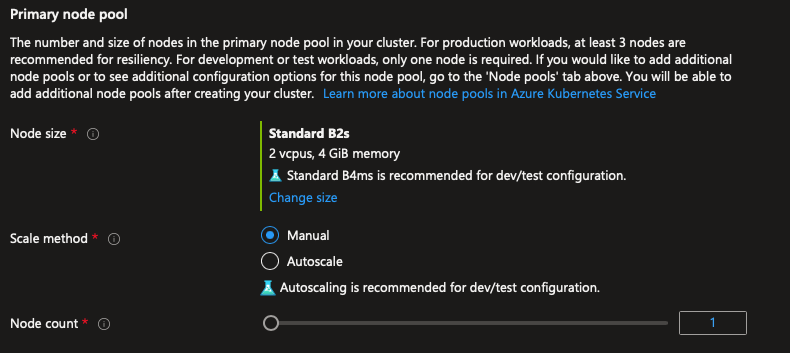 Primary node pool
The number and size of nodes in the primary node pool in your cluster. For production workloads, at least 3 nodes are
recommended for resiliency. For development or test workloads, only one node is required. If you would like to add additional
node pools or to see additional configuration options for this node pool, go to the 'Node pools' tab above. You will be able to
add additional node pools after creating your cluster. Learn more about node pools in Azure Kubernetes Service
Node size *
Standard B2s
2 vcpus, 4 GiB memory
Standard B4ms is recommended for dev/test configuration.
Change size
Scale method *
Manual
Autoscale
Autoscaling is recommended for dev/test configuration.
Node count *
1